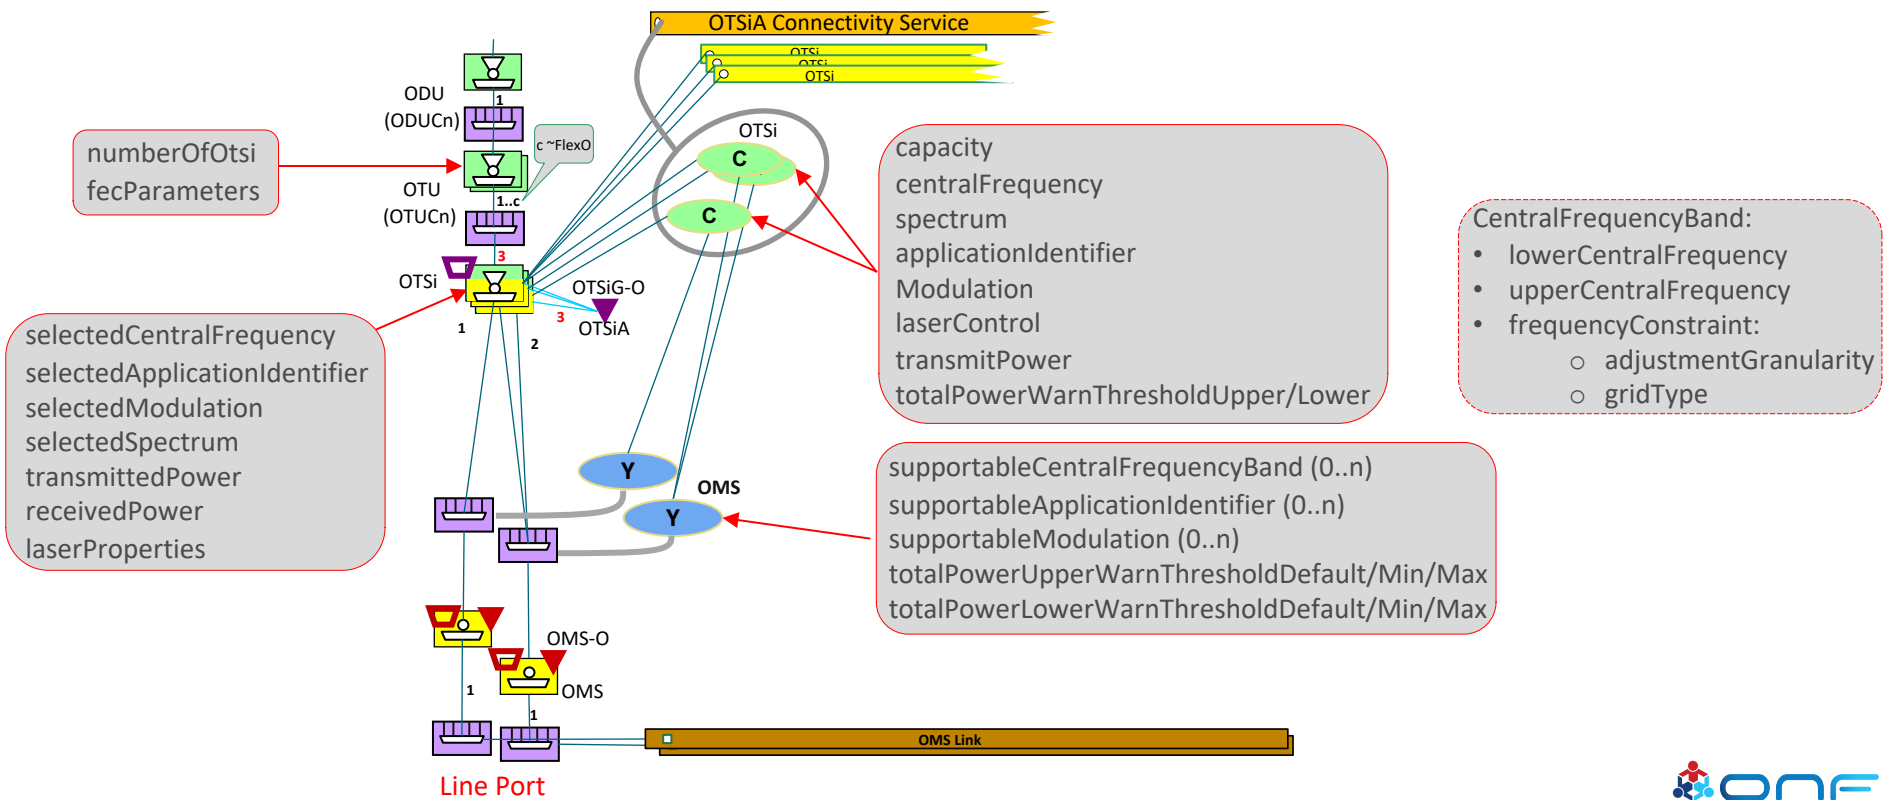 OTSiA Connectivity Service
OTSi
OTSi
OTSi
ODU
(ODUCn)
1
c ~FlexO
numberOfOtsi
fecParameters
OTU
(OTUCn)
1..c
3
OTSi
1
2
OTSiG-O
3
OTSiA
OTSi
C
C
capacity
centralFrequency
spectrum
applicationIdentifier
Modulation
laserControl
transmitPower
totalPowerWarnThresholdUpper/Lower
CentralFrequencyBand:
• lowerCentralFrequency
• upperCentralFrequency
• frequencyConstraint:
o adjustmentGranularity
o gridType
selectedCentralFrequency
selectedApplicationIdentifier
selectedModulation
selectedSpectrum
transmittedPower
receivedPower
laserProperties
Y
OMS
Y
supportableCentralFrequencyBand (0..n)
supportableApplicationIdentifier (0..n)
supportableModulation (0..n)
totalPowerUpperWarnThresholdDefault/Min/Max
totalPowerLowerWarnThresholdDefault/Min/Max
OMS-O
OMS
1
1
OMS Link
Line Port
ONF